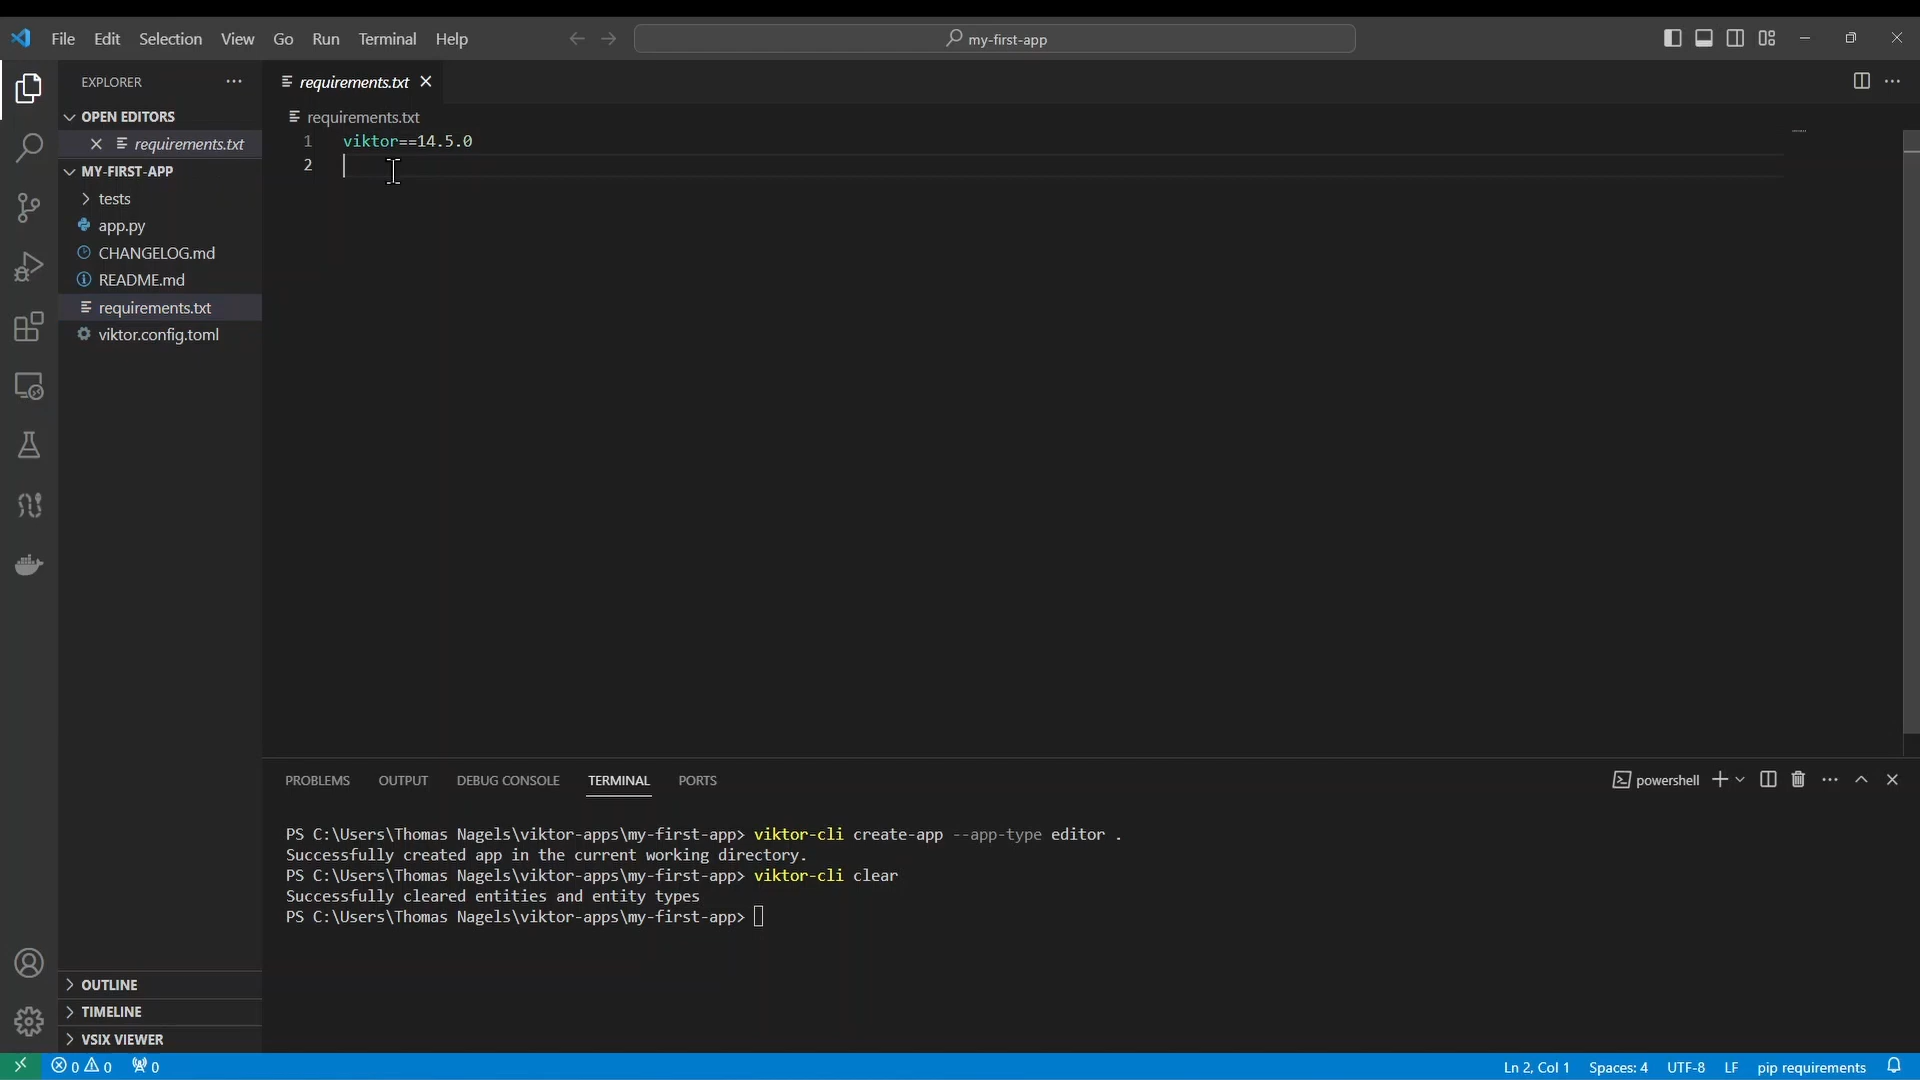 File Edit Selection View Go Run Terminal Help
my-first-app
EXPLORER
requirements.txt
OPEN EDITORS
requirements.txt
requirements.txt
1 viktor==14.5.0
2
MY-FIRST-APP
tests
app.py
CHANGELOG.md
README.md
requirements.txt
viktor.config.toml
PROBLEMS OUTPUT DEBUG CONSOLE TERMINAL PORTS
powershell
PS C:\Users\Thomas Nagels\viktor-apps\my-first-app> viktor-cli create-app --app-type editor .
Successfully created app in the current working directory.
PS C:\Users\Thomas Nagels\viktor-apps\my-first-app> viktor-cli clear
Successfully cleared entities and entity types
PS C:\Users\Thomas Nagels\viktor-apps\my-first-app>
OUTLINE
TIMELINE
VSIX VIEWER
0 0 0
Ln 2, Col 1 Spaces: 4 UTF-8 LF pip requirements